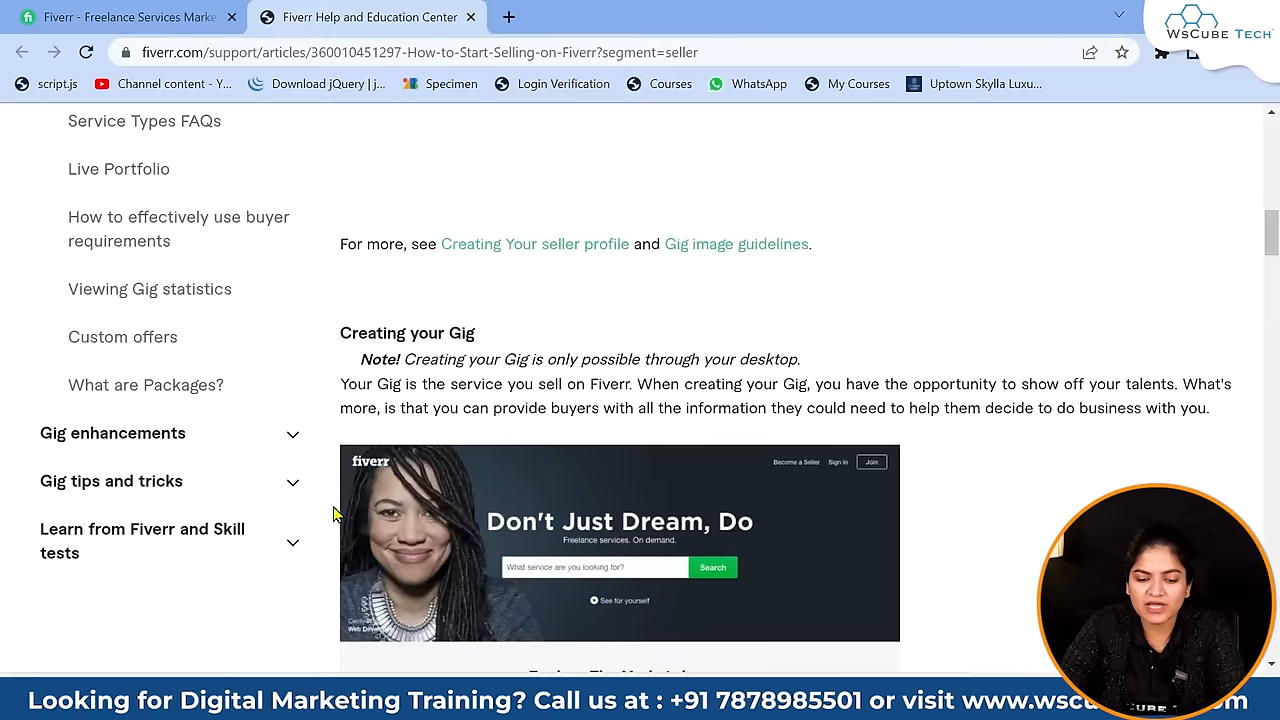 Fiverr - Freelance Services Marke
Fiverr Help and Education Center
WsCube Tech
fiverr.com/support/articles/360010451297-How-to-Start-Selling-on-Fiverr?segment=seller
script.js
Channel content - Y...
Download jQuery | j...
Specimen
Login Verification
Courses
WhatsApp
My Courses
Uptown Skylla Luxu...
Service Types FAQs
Live Portfolio
How to effectively use buyer
requirements
Viewing Gig statistics
Custom offers
What are Packages?
Gig enhancements
Gig tips and tricks
Learn from Fiverr and Skill
tests
For more, see Creating Your seller profile and Gig image guidelines.
Creating your Gig
Note! Creating your Gig is only possible through your desktop.
Your Gig is the service you sell on Fiverr. When creating your Gig, you have the opportunity to show off your talents. What's
more, is that you can provide buyers with all the information they could need to help them decide to do business with you.
fiverr
Become a Seller
Sign In
Join
Don't Just Dream, Do
Freelance services. On demand.
What service are you looking for?
Search
See for yourself
Looking for Digital Marketing Training? Call us at : +91 7878985501 or visit www.wscu